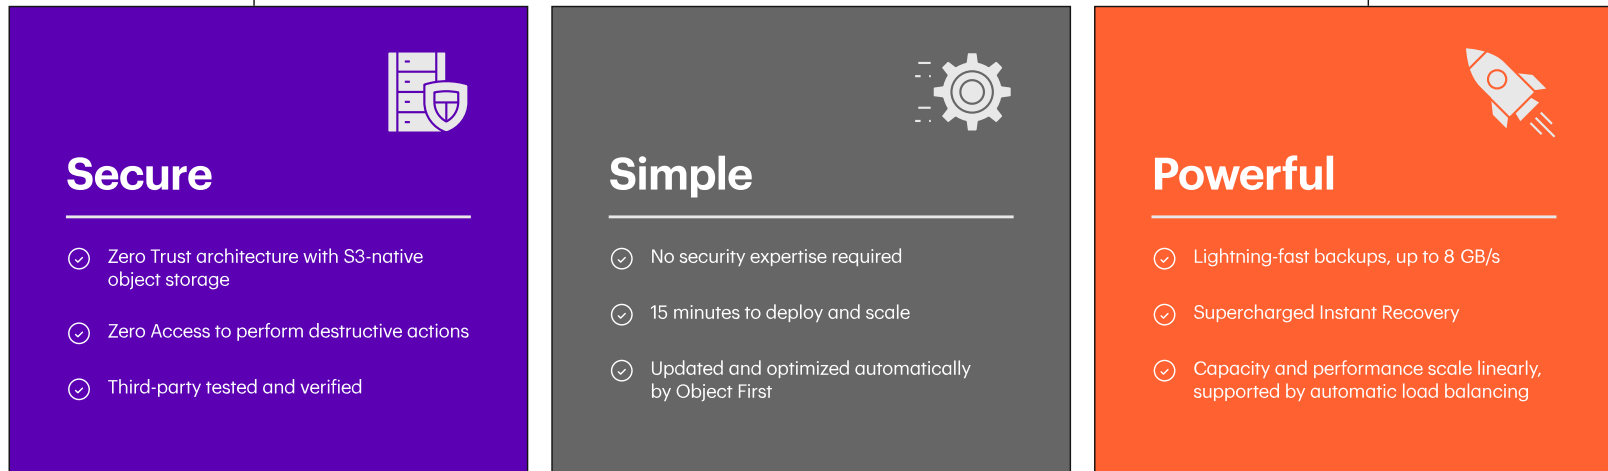 Secure
Zero Trust architecture with S3-native
object storage
Zero Access to perform destructive actions
Third-party tested and verified
Simple
No security expertise required
15 minutes to deploy and scale
Updated and optimized automatically
by Object First
Powerful
Lightning-fast backups, up to 8 GB/s
Supercharged Instant Recovery
Capacity and performance scale linearly,
supported by automatic load balancing